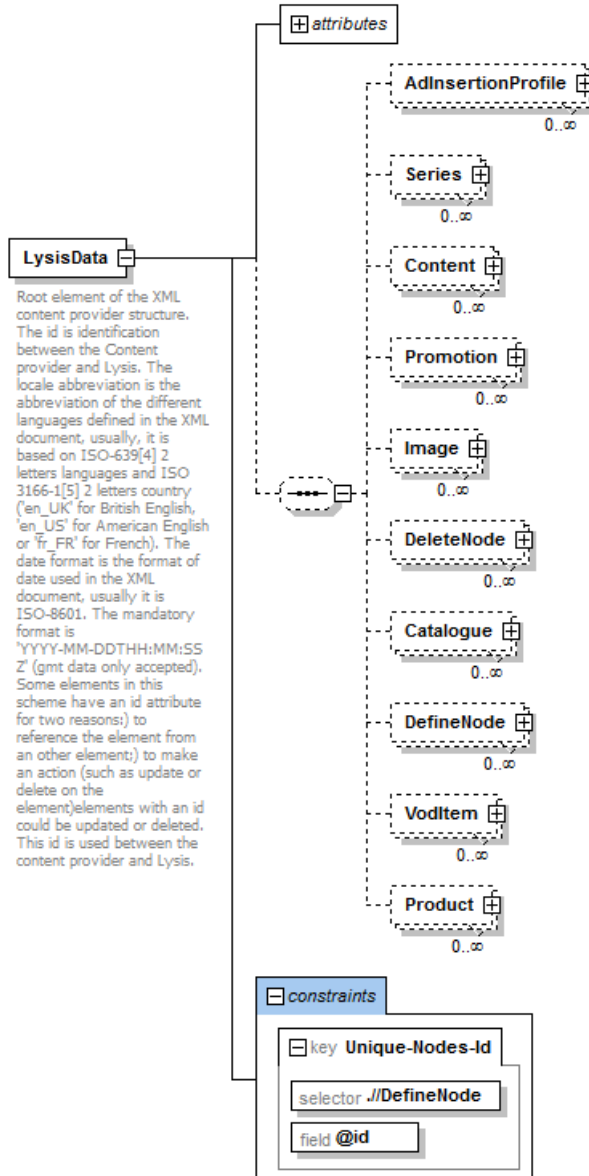 attributes
AdInsertionProfile
0..∞
Series
0..∞
LysisData
Root element of the XML
content provider structure.
The id is identification
between the Content
provider and Lysis. The
locale abbreviation is the
abbreviation of the different
languages defined in the XML
document, usually, it is
based on ISO-639[4] 2
letters languages and ISO
3166-1[5] 2 letters country
('en_UK' for British English,
'en_US' for American English
or 'fr_FR' for French). The
date format is the format of
date used in the XML
document, usually it is
ISO-8601. The mandatory
format is
'YYYY-MM-DDTHH:MM:SS
Z' (gmt data only accepted).
Some elements in this
scheme have an id attribute
for two reasons:) to
reference the element from
an other element;) to make
an action (such as update or
delete on the
element)elements with an id
could be updated or deleted.
This id is used between the
content provider and Lysis.
Content
0..∞
Promotion
0..∞
Image
0..∞
DeleteNode
0..∞
Catalogue
0..∞
DefineNode
0..∞
VodItem
0..∞
Product
0..∞
constraints
key Unique-Nodes-Id
selector .//DefineNode
field @id